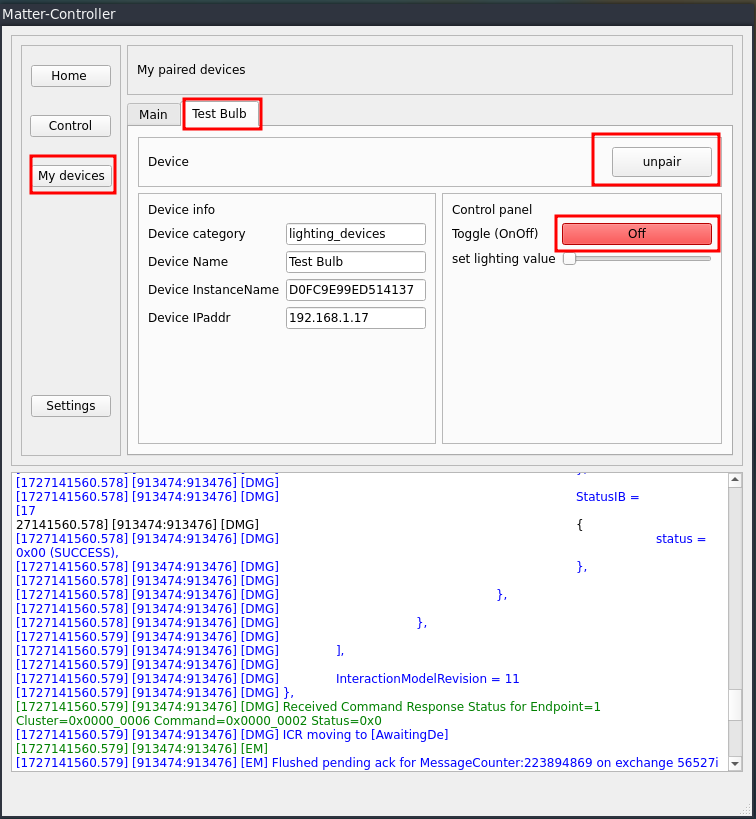 Matter-Controller
Home
Control
My devices
Settings
My paired devices
Main
Test Bulb
Device
unpair
Device info
Device category
lighting_devices
Device Name
Test Bulb
Device InstanceName
D0FC9E99ED514137
Device IPaddr
192.168.1.17
Control panel
Toggle (OnOff)
Off
set lighting value
[1727141560.578] [913474:913476] [DMG]
[1727141560.578] [913474:913476] [DMG] StatusIB =
[17
27141560.578] [913474:913476] [DMG] {
[1727141560.578] [913474:913476] [DMG] status =
0x00 (SUCCESS),
[1727141560.578] [913474:913476] [DMG] },
[1727141560.578] [913474:913476] [DMG]
[1727141560.578] [913474:913476] [DMG] },
[1727141560.578] [913474:913476] [DMG]
[1727141560.578] [913474:913476] [DMG] },
[1727141560.579] [913474:913476] [DMG]
[1727141560.579] [913474:913476] [DMG] ],
[1727141560.579] [913474:913476] [DMG]
[1727141560.579] [913474:913476] [DMG] InteractionModelRevision = 11
[1727141560.579] [913474:913476] [DMG] },
[1727141560.579] [913474:913476] [DMG] Received Command Response Status for Endpoint=1
Cluster=0x0000_0006 Command=0x0000_0002 Status=0x0
[1727141560.579] [913474:913476] [DMG] ICR moving to [AwaitingDe]
[1727141560.579] [913474:913476] [EM]
[1727141560.579] [913474:913476] [EM] Flushed pending ack for MessageCounter:223894869 on exchange 56527i